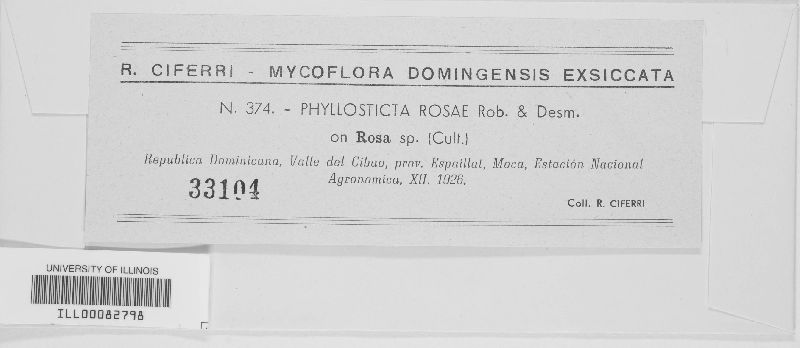 R. CIFERRI - MYCOFLORA DOMINGENSIS EXSICCATA
N. 374. - PHYLLOSTICTA ROSAE Rob. & Desm.
on Rosa sp. (Cult.)
Republica Dominicana, Valle del Cibao, prov. Espaillat, Moca, Estación Nacional
Agronomica, XII. 1926.
33104
Coll. R. CIFERRI
UNIVERSITY OF ILLINOIS
ILL00082798